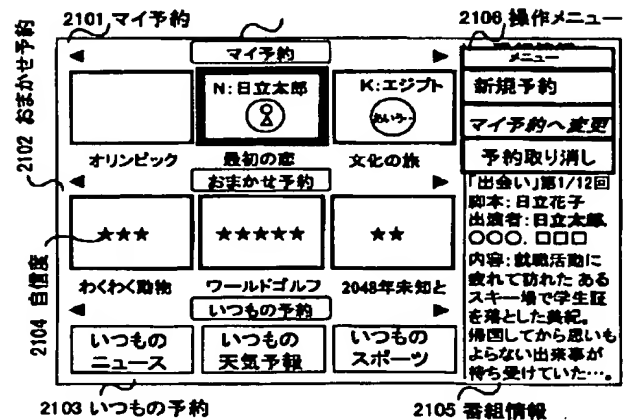 2101 マイ予約
2106 操作メニュー
2102 おまかせ予約
マイ予約
N:日立太郎
K:エジプト
あいう‥
オリンピック
最初の恋
文化の旅
おまかせ予約
★★★
★★★★★
★★
わくわく動物
ワールドゴルフ
2048年未知と
2104 自信度
いつもの予約
いつもの
ニュース
いつもの
天気予報
いつもの
スポーツ
2103 いつもの予約
メニュー
新規予約
マイ予約へ変更
予約取り消し
「出会い」第1/12回
脚本:日立花子
出演者:日立太郎,
○○○, □□□
内容:就職活動に
疲れて訪れた ある
スキー場で学生証
を落とした美紀。
帰国してから思いも
よらない出来事が
待ち受けていた…。
2105 番組情報